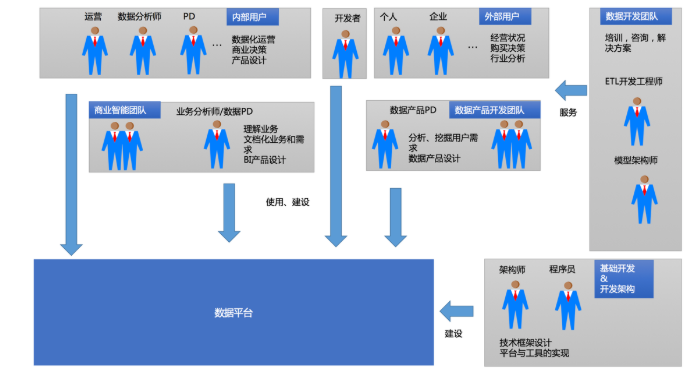 运营 数据分析师 PD 内部用户
... 数据化运营
商业决策
产品设计
开发者
个人 企业 外部用户
... 经营状况
购买决策
行业分析
数据开发团队
培训，咨询，解
决方案
ETL开发工程师
模型架构师
服务
商业智能团队 业务分析师/数据PD
理解业务
文档化业务和需
求
BI产品设计
数据产品PD 数据产品开发团队
分析、挖掘用户需
求
数据产品设计
使用、建设
数据平台
建设
架构师 程序员 基础开发
&
开发架构
技术框架设计
平台与工具的实现